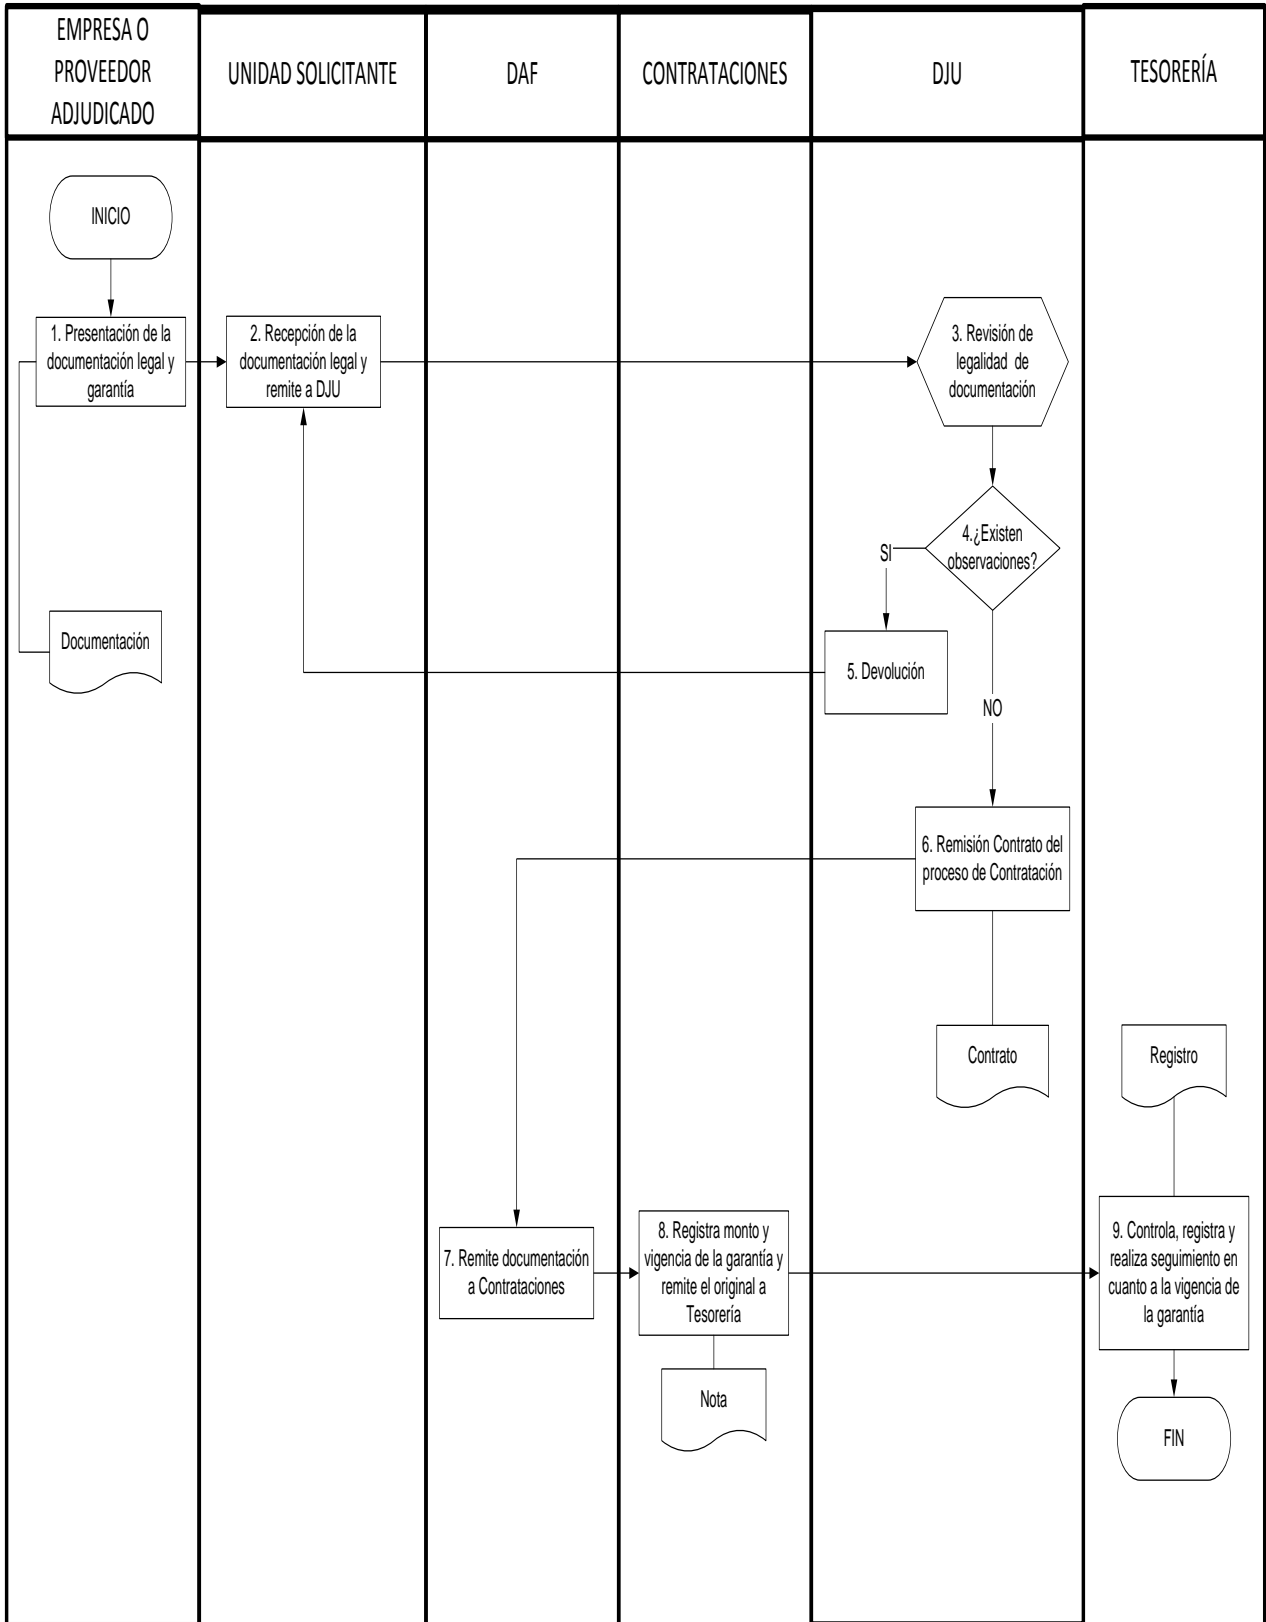 EMPRESA O
PROVEEDOR
ADJUDICADO
UNIDAD SOLICITANTE
DAF
CONTRATACIONES
DJU
TESORERÍA
INICIO
1. Presentación de la
documentación legal y
garantía
2. Recepción de la
documentación legal y
remite a DJU
3. Revisión de
legalidad de
documentación
4.¿Existen
observaciones?
SI
Documentación
5. Devolución
NO
6. Remisión Contrato del
proceso de Contratación
Contrato
Registro
7. Remite documentación
a Contrataciones
8. Registra monto y
vigencia de la garantía y
remite el original a
Tesorería
9. Controla, registra y
realiza seguimiento en
cuanto a la vigencia de
la garantía
Nota
FIN